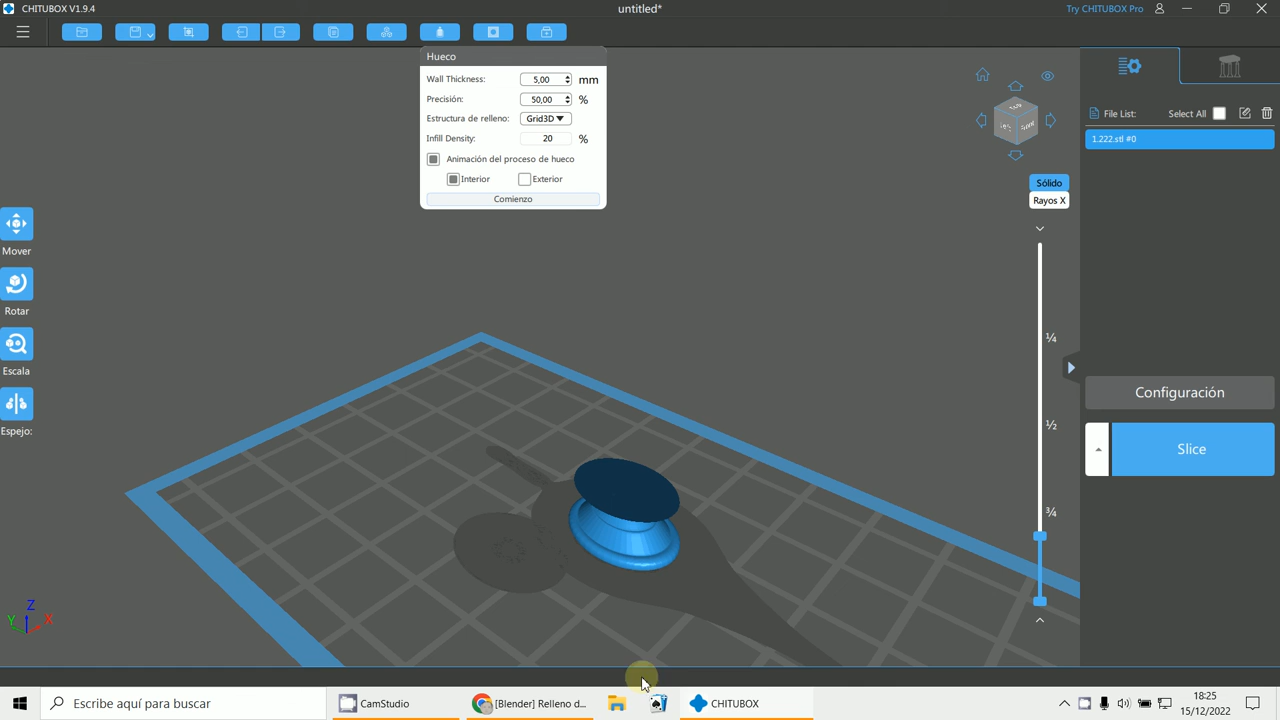 CHITUBOX V1.9.4
untitled*
Try CHITUBOX Pro
Hueco
Wall Thickness: 5,00 mm
Precisión: 50,00 %
Estructura de relleno: Grid3D
Infill Density: 20 %
Animación del proceso de hueco
Interior Exterior
Comienzo
Mover
Rotar
Escala
Espejo:
Sólido
Rayos X
¼
½
¾
Z
Y
X
File List: Select All
1.222.stl #0
Configuración
Slice
Escribe aquí para buscar
CamStudio
[Blender] Relleno d...
CHITUBOX
18:25
15/12/2022